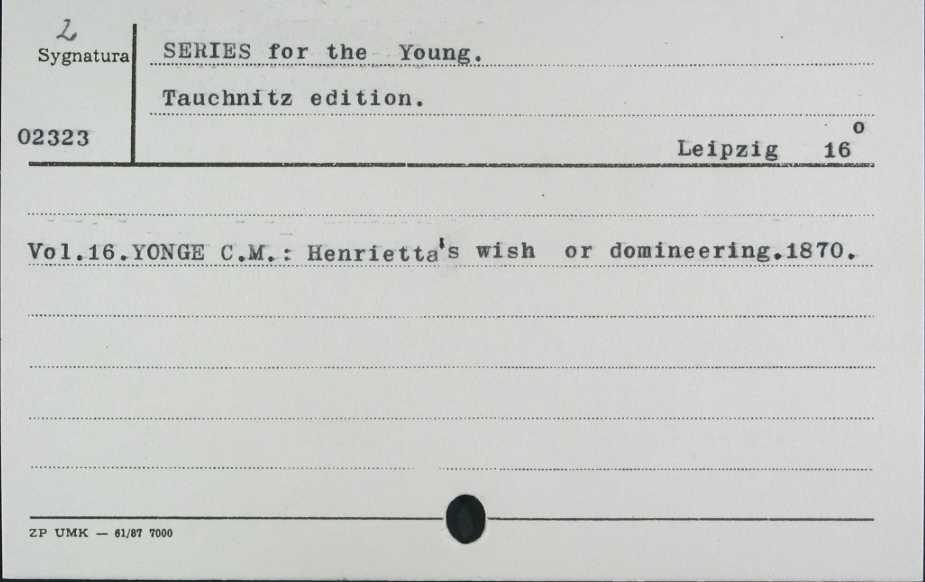 2
Sygnatura
SERIES for the Young.
Tauchnitz edition.
02323
Leipzig 16°
Vol.16.YONGE C.M.: Henrietta's wish or domineering.1870.
ZP UMK — 61/87 7000